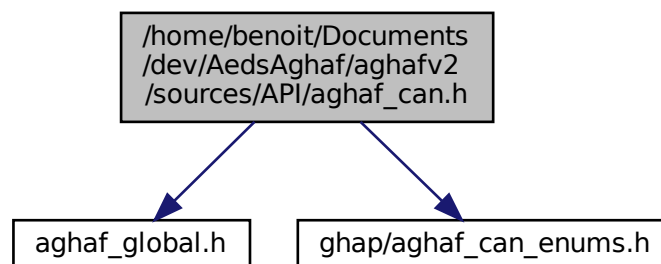 /home/benoit/Documents
/dev/AedsAghaf/aghafv2
/sources/API/aghaf_can.h
aghaf_global.h
ghap/aghaf_can_enums.h